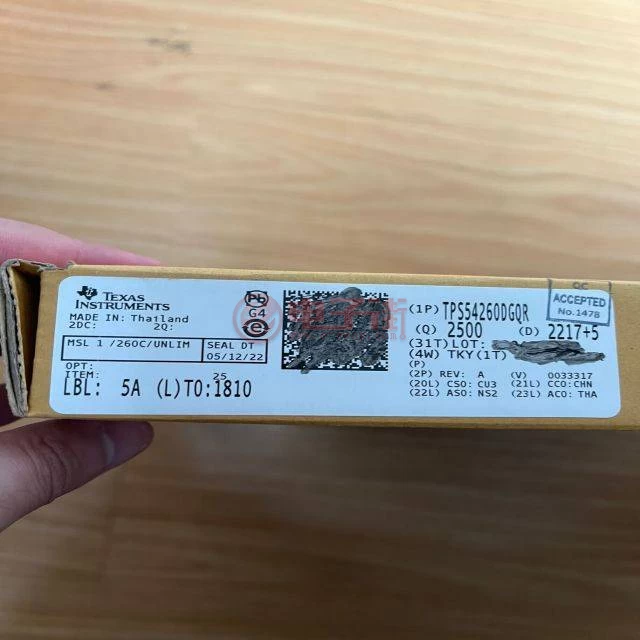 TEXAS
INSTRUMENTS
MADE IN: Thailand
2DC: 2Q:
MSL 1 /260C/UNLIM
SEAL DT
05/12/22
OPT:
ITEM: 25
LBL: 5A (L)TO:1810
Pb
G4
e
(1P) TPS54260DGQR
(Q) 2500 (D) 2217+5
(31T) LOT:
(4W) TKY(1T)
(P)
(2P) REV: A (V) 0033317
(20L) CSO: CU3 (21L) CCO:CHN
(22L) ASO: NS2 (23L) ACO: THA
QC
ACCEPTED
No.1478